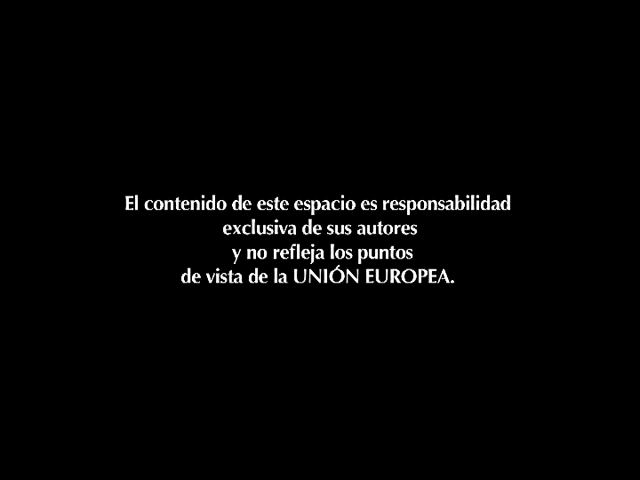 El contenido de este espacio es responsabilidad
exclusiva de sus autores
y no refleja los puntos
de vista de la UNIÓN EUROPEA.